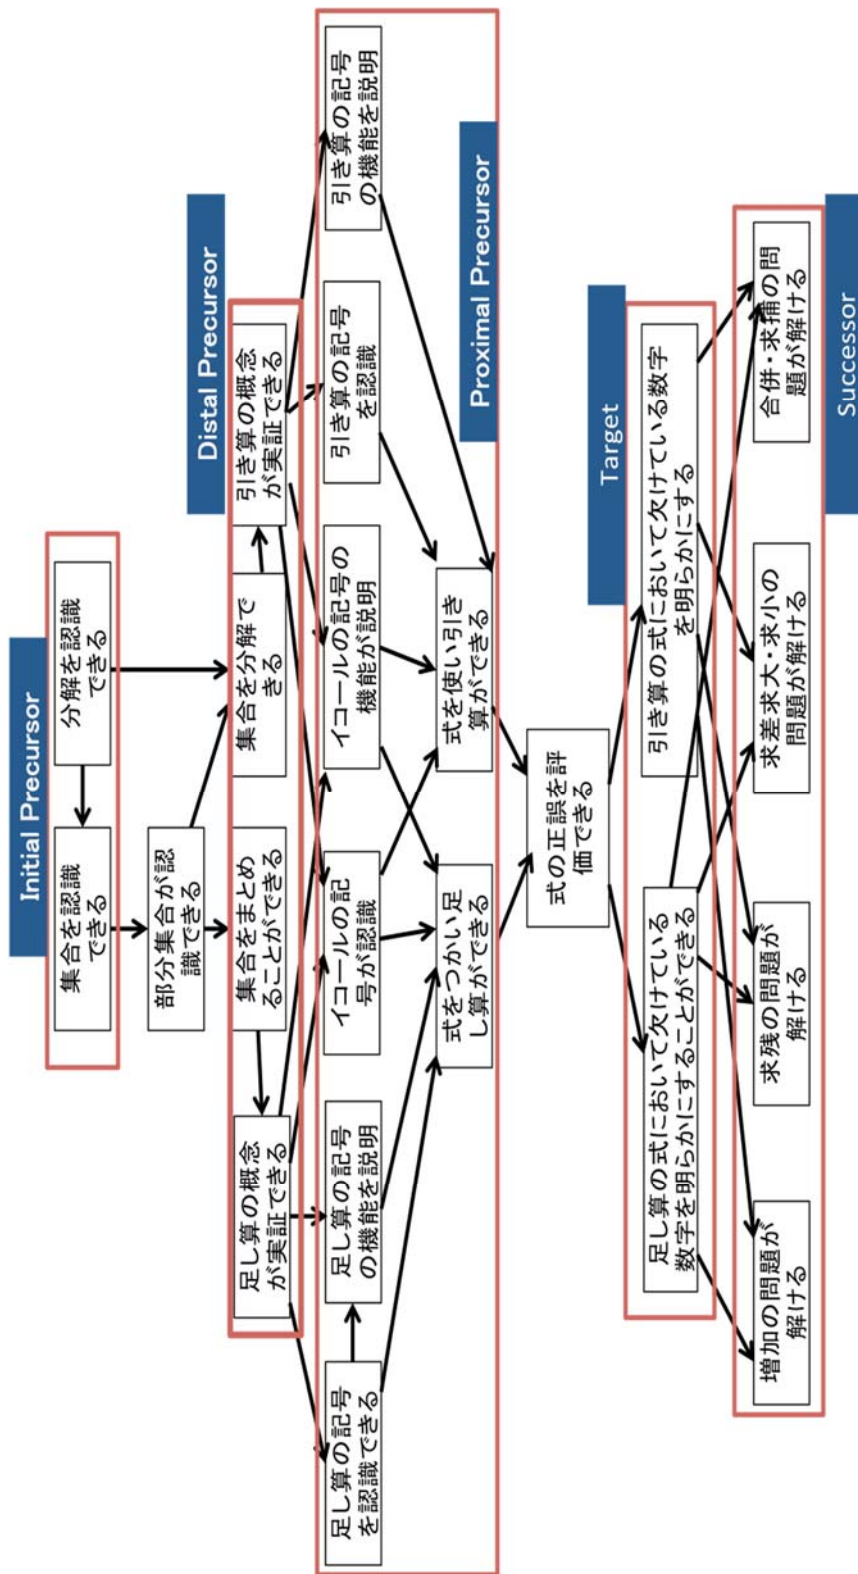 Initial Precursor
集合を認識
できる
分解を認識
できる
部分集合が認
識できる
Distal Precursor
足し算の概念
が実証できる
集合をまとめ
ることができる
集合を分解で
きる
引き算の概念
が実証できる
足し算の記号
を認識できる
足し算の記号
の機能を説明
イコールの記
号が認識
イコールの記号の
機能が説明
引き算の記号
を認識
引き算の記号
の機能を説明
Proximal Precursor
式をつかい足
し算ができる
式を使い引き
算ができる
式の正誤を評
価できる
Target
足し算の式において欠けている
数字を明らかにすることができる
引き算の式において欠けている数字
を明らかにする
増加の問題が
解ける
求残の問題が
解ける
求差求大・求小の
問題が解ける
合併・求捕の問
題が解ける
Successor